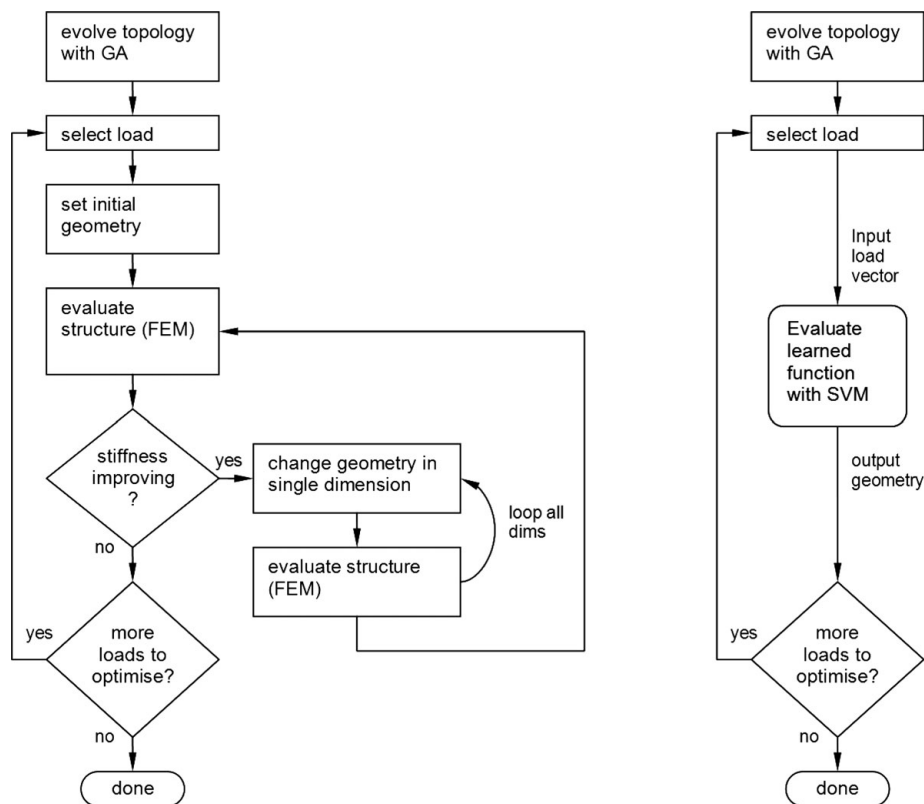 evolve topology
with GA
select load
set initial
geometry
evaluate
structure (FEM)
stiffness
improving
?
yes
change geometry in
single dimension
loop all
dims
evaluate structure
(FEM)
no
yes
more
loads to
optimise?
no
done
evolve topology
with GA
select load
Input
load
vector
Evaluate
learned
function
with SVM
output
geometry
yes
more
loads to
optimise?
no
done